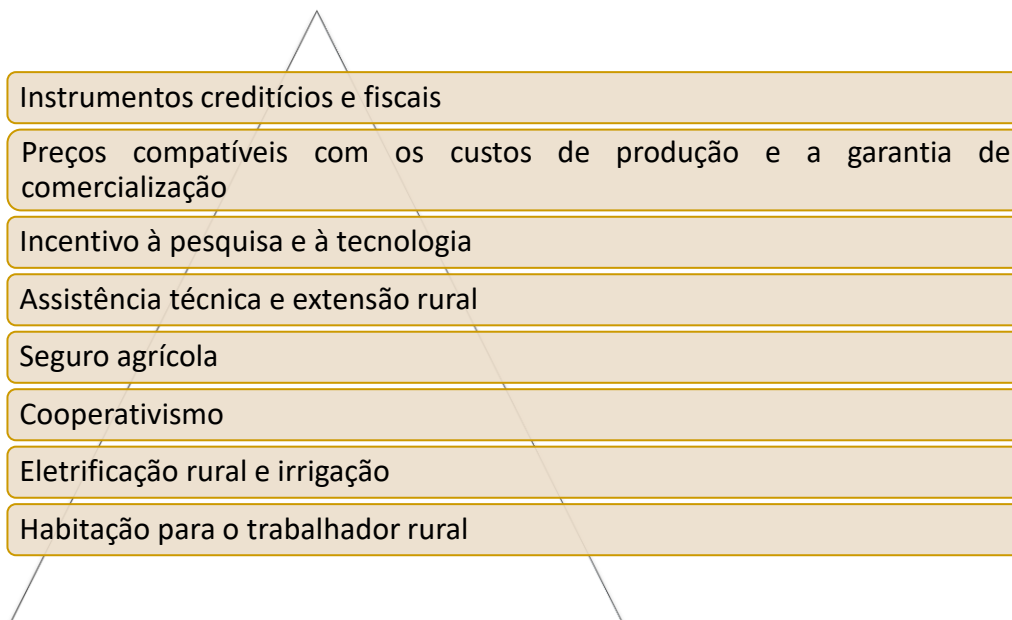 Instrumentos creditícios e fiscais
Preços compatíveis com os custos de produção e a garantia de
comercialização
Incentivo à pesquisa e à tecnologia
Assistência técnica e extensão rural
Seguro agrícola
Cooperativismo
Eletrificação rural e irrigação
Habitação para o trabalhador rural